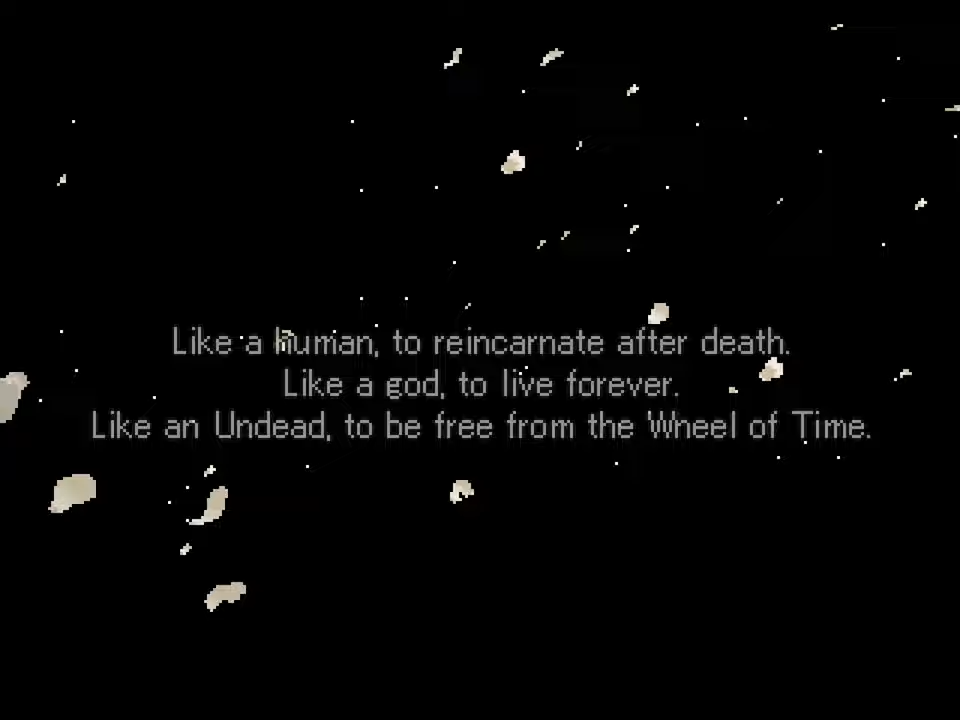 Like a human, to reincarnate after death.
Like a god, to live forever.
Like an Undead, to be free from the Wheel of Time.